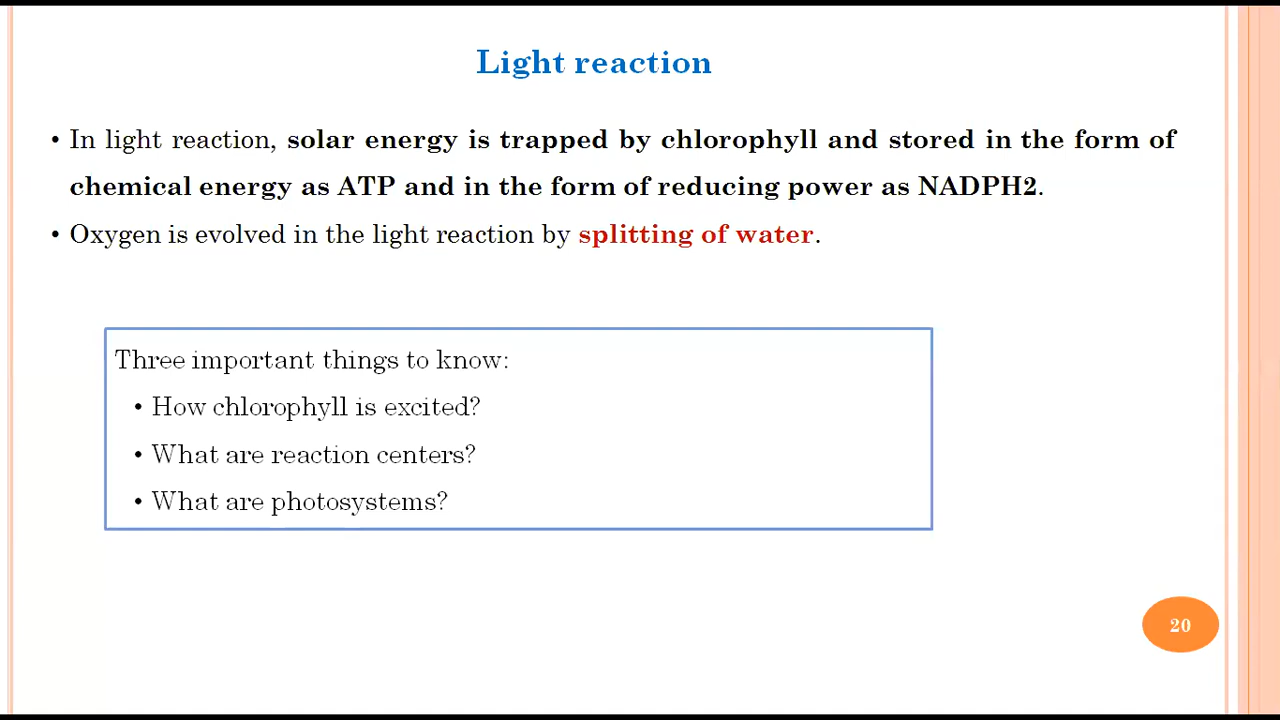 Light reaction
• In light reaction, solar energy is trapped by chlorophyll and stored in the form of
chemical energy as ATP and in the form of reducing power as NADPH2.
• Oxygen is evolved in the light reaction by splitting of water.
Three important things to know:
• How chlorophyll is excited?
• What are reaction centers?
• What are photosystems?
20